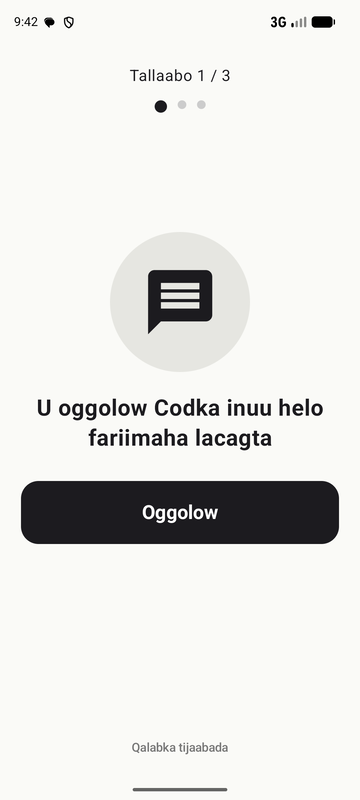 9:42
3G
Tallaabo 1 / 3
U oggolow Codka inuu helo
fariimaha lacagta
Oggolow
Qalabka tijaabada